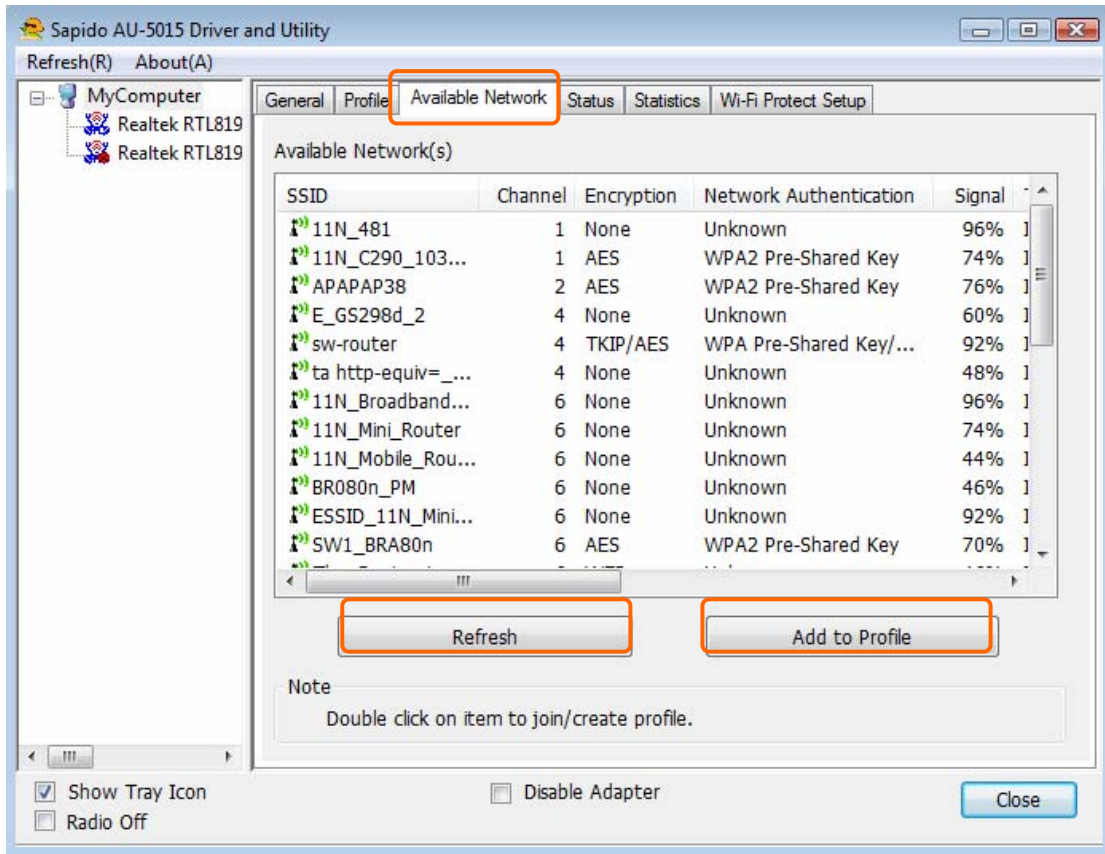 Sapido AU-5015 Driver and Utility
Refresh(R) About(A)
MyComputer
Realtek RTL819
Realtek RTL819
General Profile Available Network Status Statistics Wi-Fi Protect Setup
Available Network(s)
SSID Channel Encryption Network Authentication Signal
11N_481 1 None Unknown 96%
11N_C290_103... 1 AES WPA2 Pre-Shared Key 74%
APAPAP38 2 AES WPA2 Pre-Shared Key 76%
E_GS298d_2 4 None Unknown 60%
sw-router 4 TKIP/AES WPA Pre-Shared Key/... 92%
ta http-equiv=_... 4 None Unknown 48%
11N_Broadband... 6 None Unknown 96%
11N_Mini_Router 6 None Unknown 74%
11N_Mobile_Rou... 6 None Unknown 44%
BR080n_PM 6 None Unknown 46%
ESSID_11N_Mini... 6 None Unknown 92%
SW1_BRA80n 6 AES WPA2 Pre-Shared Key 70%
Refresh Add to Profile
Note
Double click on item to join/create profile.
Show Tray Icon Disable Adapter
Radio Off
Close